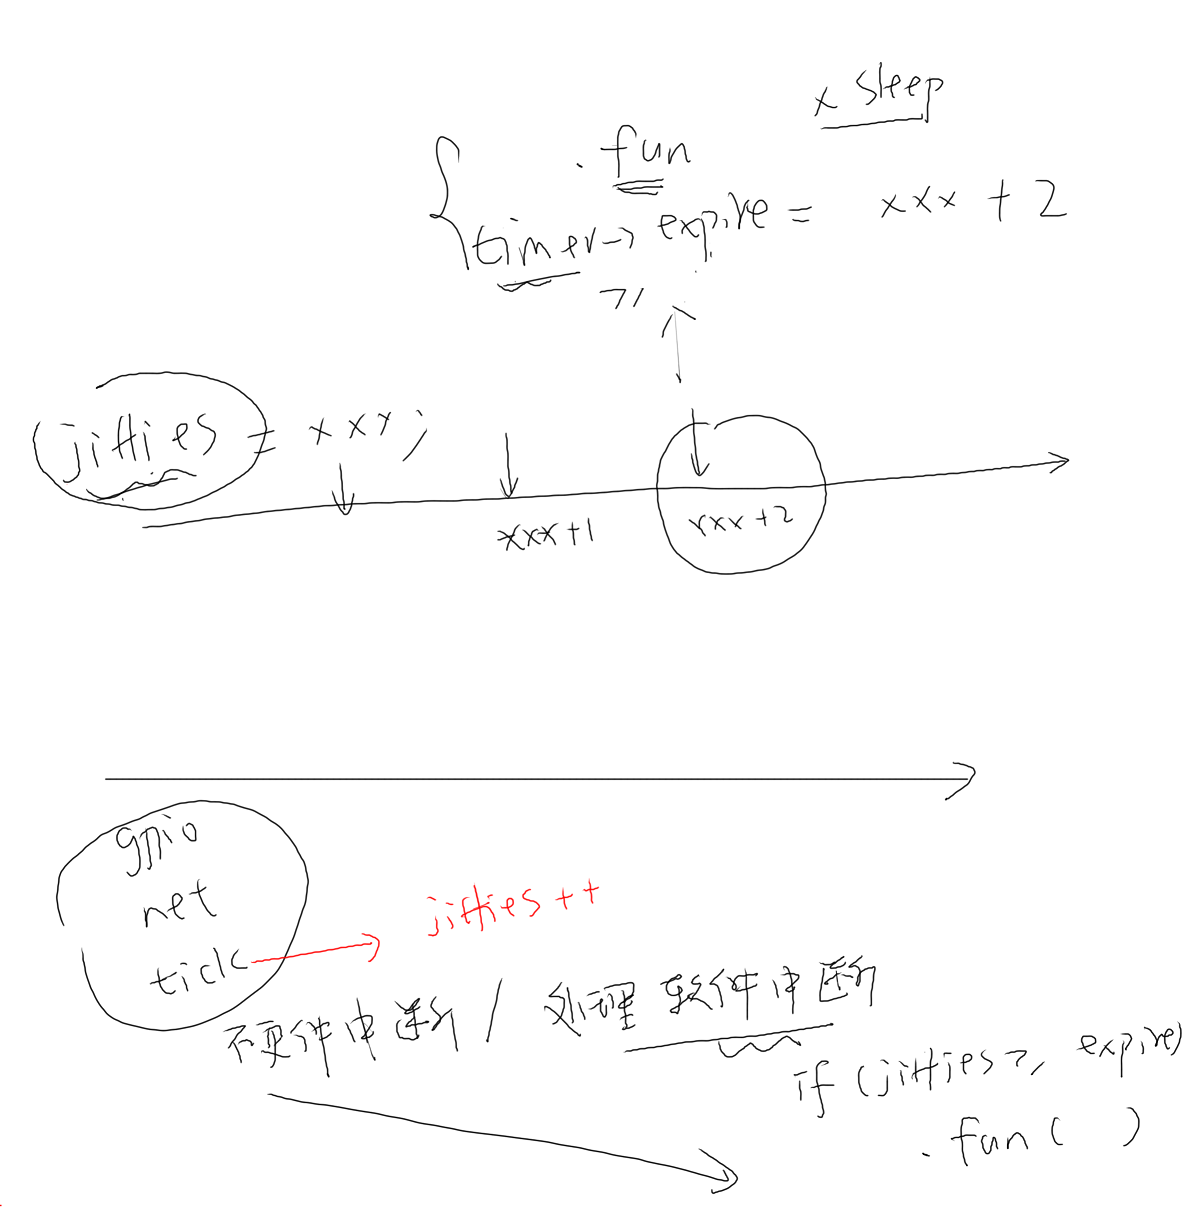 x sleep
.fun
timer-> expire = xxx + 2
>/
jiffies = xxx;
xxx+1
xxx+2
gpio
net
tick
jiffies ++
硬件中断 / 处理软件中断
if (jiffies >, expire)
.fun( )